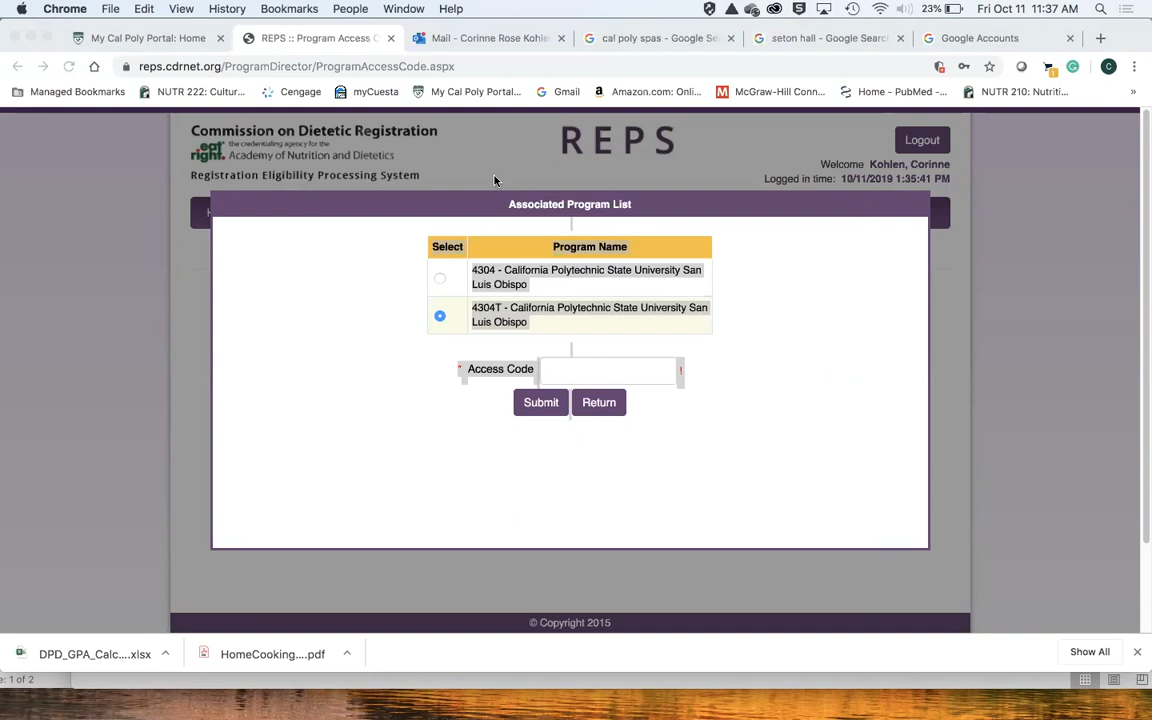 Chrome File Edit View History Bookmarks People Window Help 23% Fri Oct 11 11:37 AM
My Cal Poly Portal: Home × REPS :: Program Access C × Mail - Corinne Rose Kohle × cal poly spas - Google Se × seton hall - Google Search × Google Accounts × +
reps.cdrnet.org/ProgramDirector/ProgramAccessCode.aspx
Managed Bookmarks NUTR 222: Cultur... Cengage myCuesta My Cal Poly Portal... Gmail Amazon.com: Onli... McGraw-Hill Conn... Home - PubMed -... NUTR 210: Nutriti... »
Commission on Dietetic Registration
the credentialing agency for the
eat right. Academy of Nutrition and Dietetics
Registration Eligibility Processing System
REPS
Logout
Welcome Kohlen, Corinne
Logged in time: 10/11/2019 1:35:41 PM
Associated Program List
Select Program Name
4304 - California Polytechnic State University San
Luis Obispo
4304T - California Polytechnic State University San
Luis Obispo
* Access Code !
Submit Return
© Copyright 2015
DPD_GPA_Calc....xlsx HomeCooking....pdf Show All
e: 1 of 2